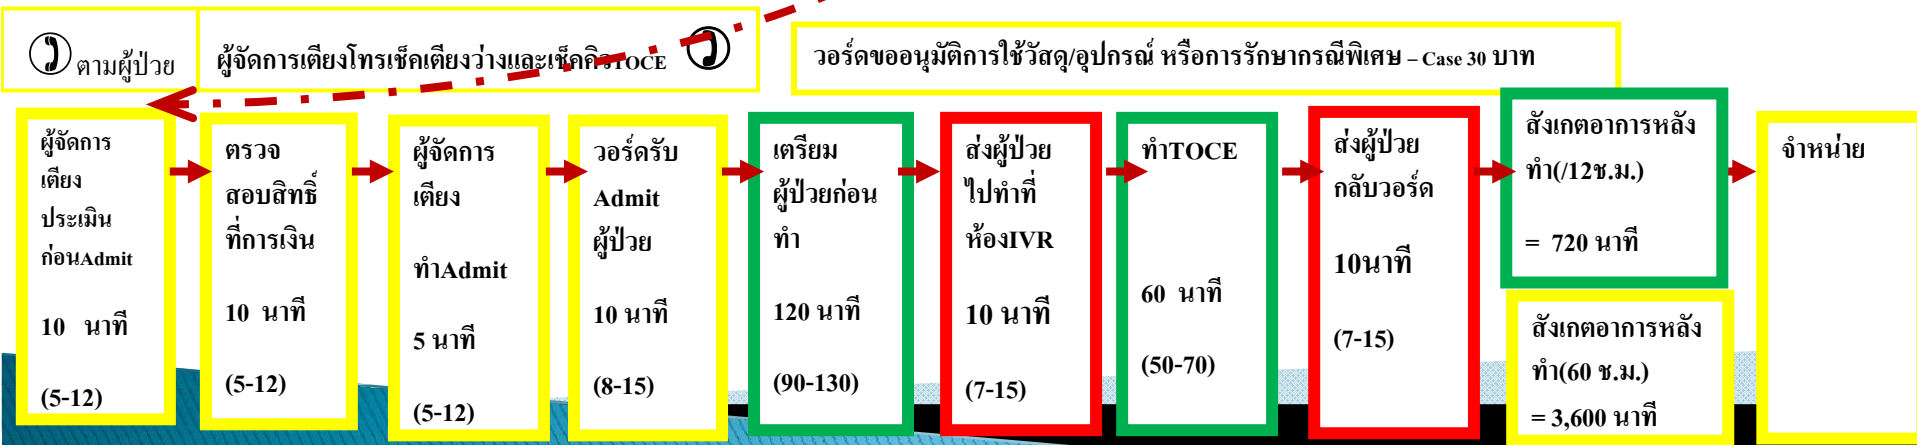 ตามผู้ป่วย
ผู้จัดการเตียงโทรเช็คเตียงว่างและเช็คคิวTOCE
วอร์ดขออนุมัติการใช้วัสดุ/อุปกรณ์ หรือการรักษากรณีพิเศษ – Case 30 บาท
ผู้จัดการ
เตียง
ประเมิน
ก่อนAdmit
10 นาที
(5-12)
ตรวจ
สอบสิทธิ์
ที่การเงิน
10 นาที
(5-12)
ผู้จัดการ
เตียง
ทำAdmit
5 นาที
(5-12)
วอร์ดรับ
Admit
ผู้ป่วย
10 นาที
(8-15)
เตรียม
ผู้ป่วยก่อน
ทำ
120 นาที
(90-130)
ส่งผู้ป่วย
ไปทำที่
ห้องIVR
10 นาที
(7-15)
ทำTOCE
60 นาที
(50-70)
ส่งผู้ป่วย
กลับวอร์ด
10นาที
(7-15)
สังเกตอาการหลัง
ทำ(/12ช.ม.)
= 720 นาที
สังเกตอาการหลัง
ทำ(60 ช.ม.)
= 3,600 นาที
จำหน่าย